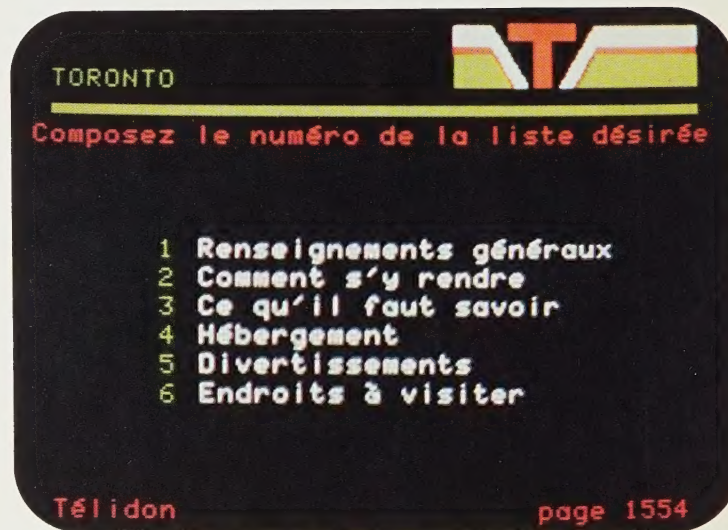 TORONTO
Composez le numéro de la liste désirée
1 Renseignements généraux
2 Comment s'y rendre
3 Ce qu'il faut savoir
4 Hébergement
5 Divertissements
6 Endroits à visiter
Télidon page 1554